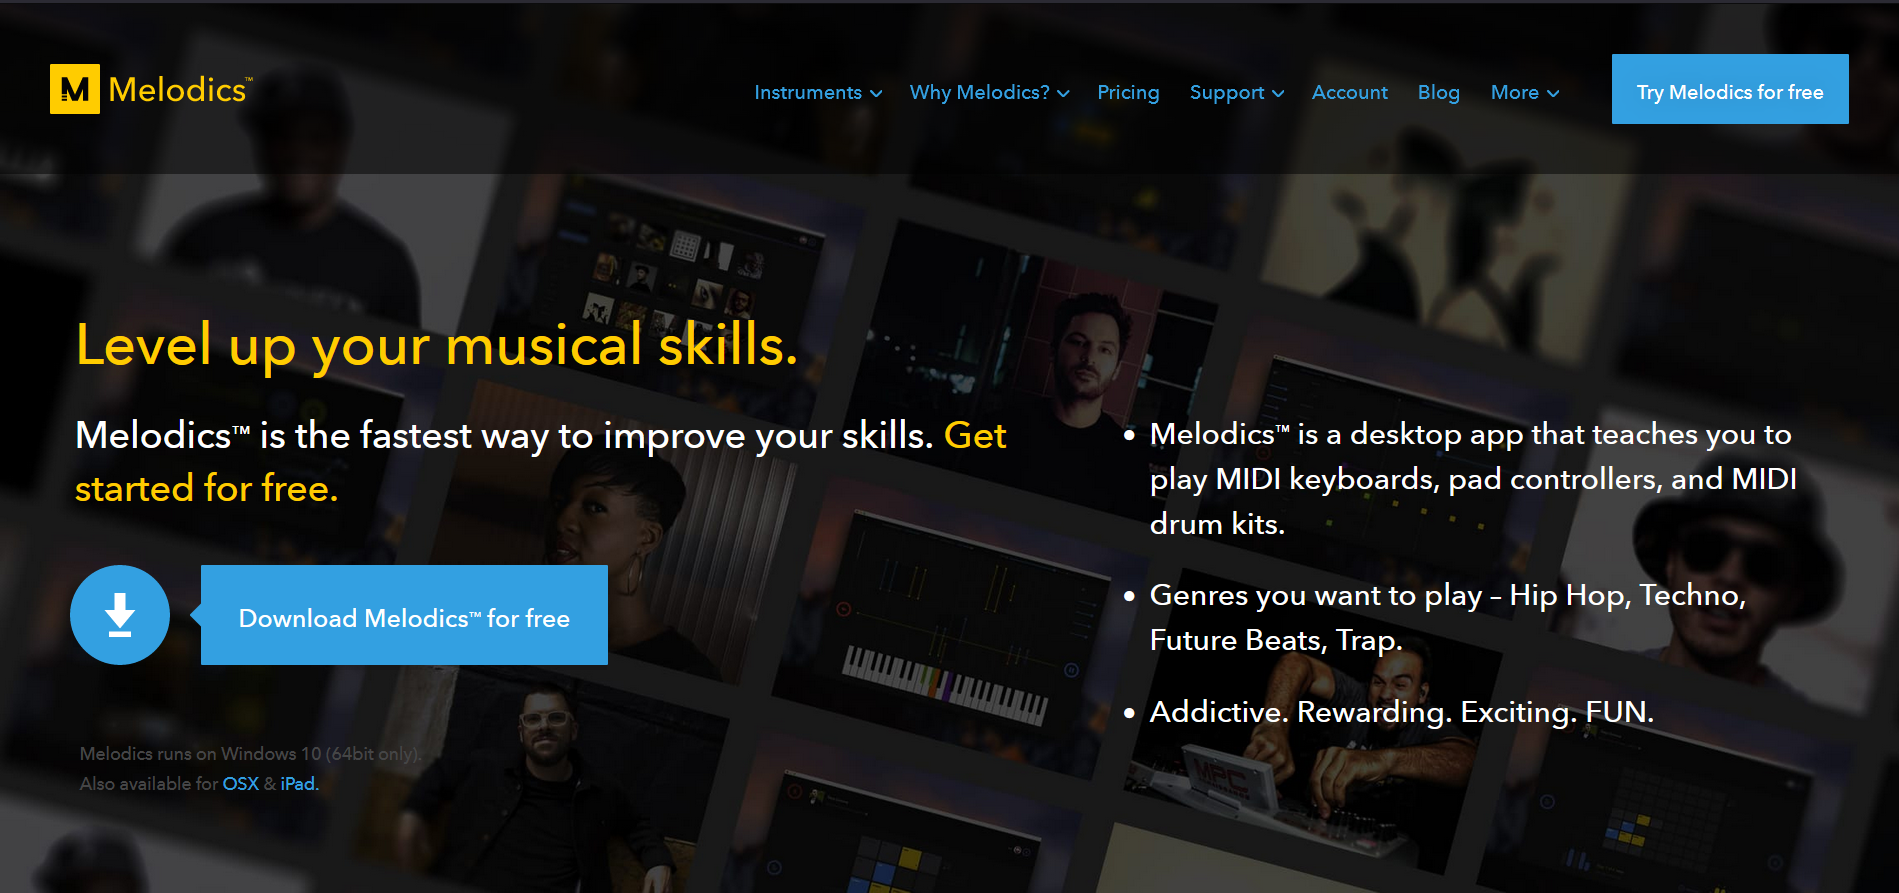 M Melodics™
Instruments
Why Melodics?
Pricing
Support
Account
Blog
More
Try Melodics for free
Level up your musical skills.
Melodics™ is the fastest way to improve your skills. Get
started for free.
Download Melodics™ for free
Melodics runs on Windows 10 (64bit only).
Also available for OSX & iPad.
• Melodics™ is a desktop app that teaches you to
play MIDI keyboards, pad controllers, and MIDI
drum kits.
• Genres you want to play – Hip Hop, Techno,
Future Beats, Trap.
• Addictive. Rewarding. Exciting. FUN.
MPC